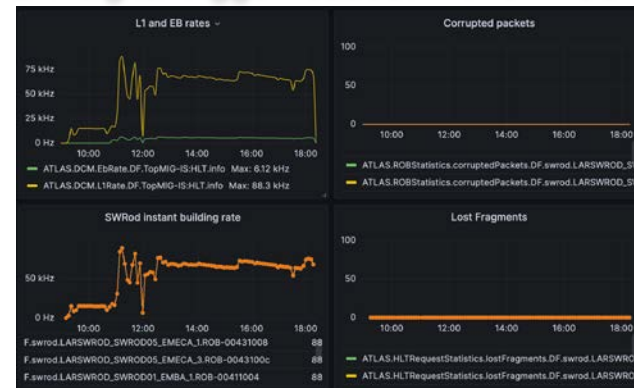 L1 and EB rates
75 kHz
50 kHz
25 kHz
0 Hz
10:00 12:00 14:00 16:00 18:00
ATLAS.DCM.EbRate.DF.TopMIG-IS:HLT.info Max: 6.12 kHz
ATLAS.DCM.L1Rate.DF.TopMIG-IS:HLT.info Max: 88.3 kHz
Corrupted packets
100
50
0
10:00 12:00 14:00 16:00 18:00
ATLAS.ROBStatistics.corruptedPackets.DF.swrod.LARSWROD_S
ATLAS.ROBStatistics.corruptedPackets.DF.swrod.LARSWROD_S
SWRod instant building rate
50 kHz
0 Hz
10:00 12:00 14:00 16:00 18:00
F.swrod.LARSWROD_SWROD05_EMECA_1.ROB-00431008 88
F.swrod.LARSWROD_SWROD05_EMECA_3.ROB-0043100c 88
F.swrod.LARSWROD_SWROD01_EMBA_1.ROB-00411004 88
Lost Fragments
100
50
0
10:00 12:00 14:00 16:00 18:00
ATLAS.HLTRequestStatistics.lostFragments.DF.swrod.LARSWRO
ATLAS.HLTRequestStatistics.lostFragments.DF.swrod.LARSWRO